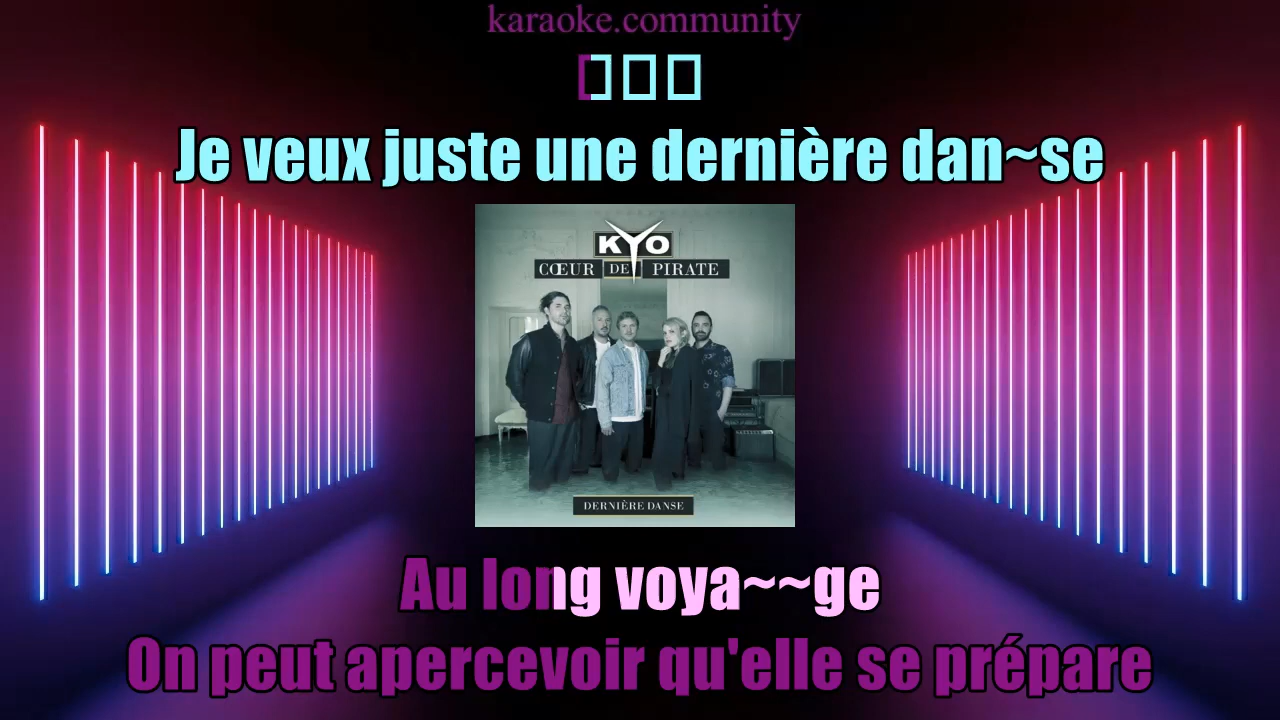 karaoke.community
Je veux juste une dernière dan~se
KYO
CŒUR DE PIRATE
DERNIÈRE DANSE
Au long voya~~ge
On peut apercevoir qu'elle se prépare